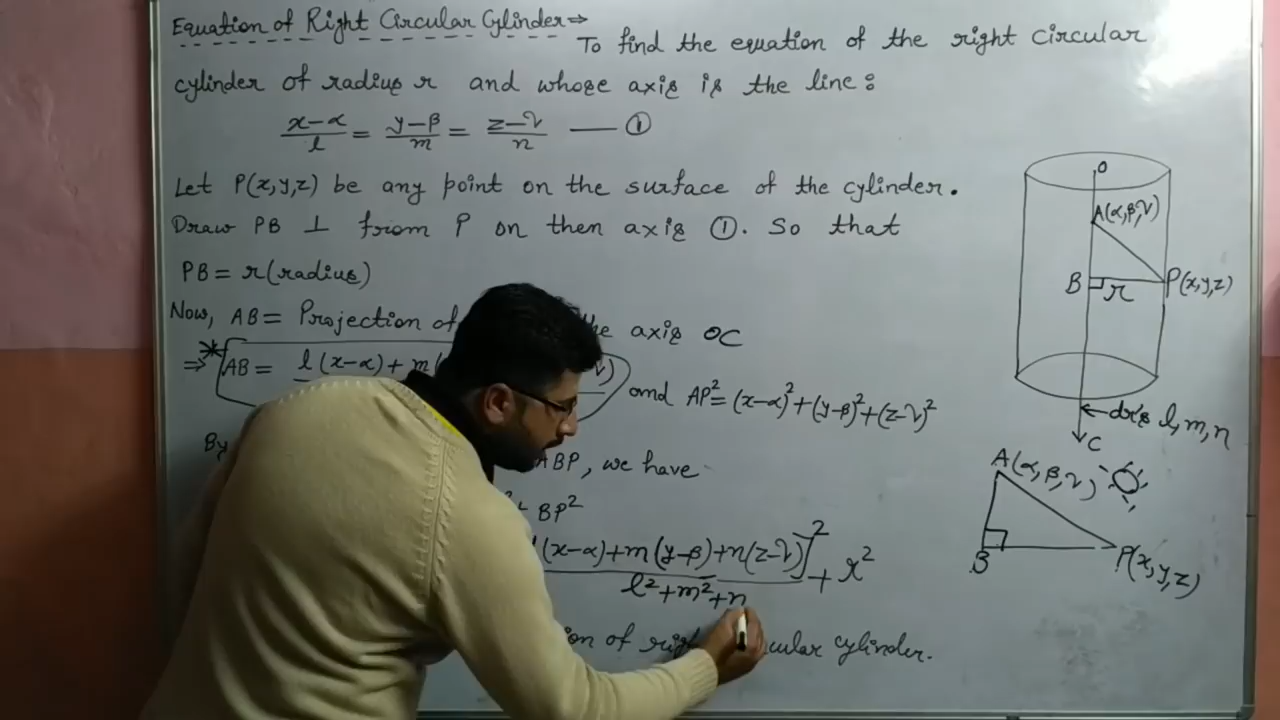 Equation of Right Circular Cylinder ⇒
To find the equation of the right circular
cylinder of radius r and whose axis is the line :
(x-α)/l = (y-β)/m = (z-γ)/n —— ①
Let P(x,y,z) be any point on the surface of the cylinder.
Draw PB ⊥ from P on then axis ①. So that
PB = r (radius)
Now, AB = Projection of he axis OC
⇒ * AB = l(x-α) + m
and AP² = (x-α)² + (y-β)² + (z-γ)²
By
ABP, we have
BP²
(x-α)+m(y-β)+n(z-γ)]² + r²
l²+m²+n
ion of righ cular cylinder.
O
A(α,β,γ)
B r P(x,y,z)
dr's l, m, n
C
A(α,β,γ)
B P(x,y,z)